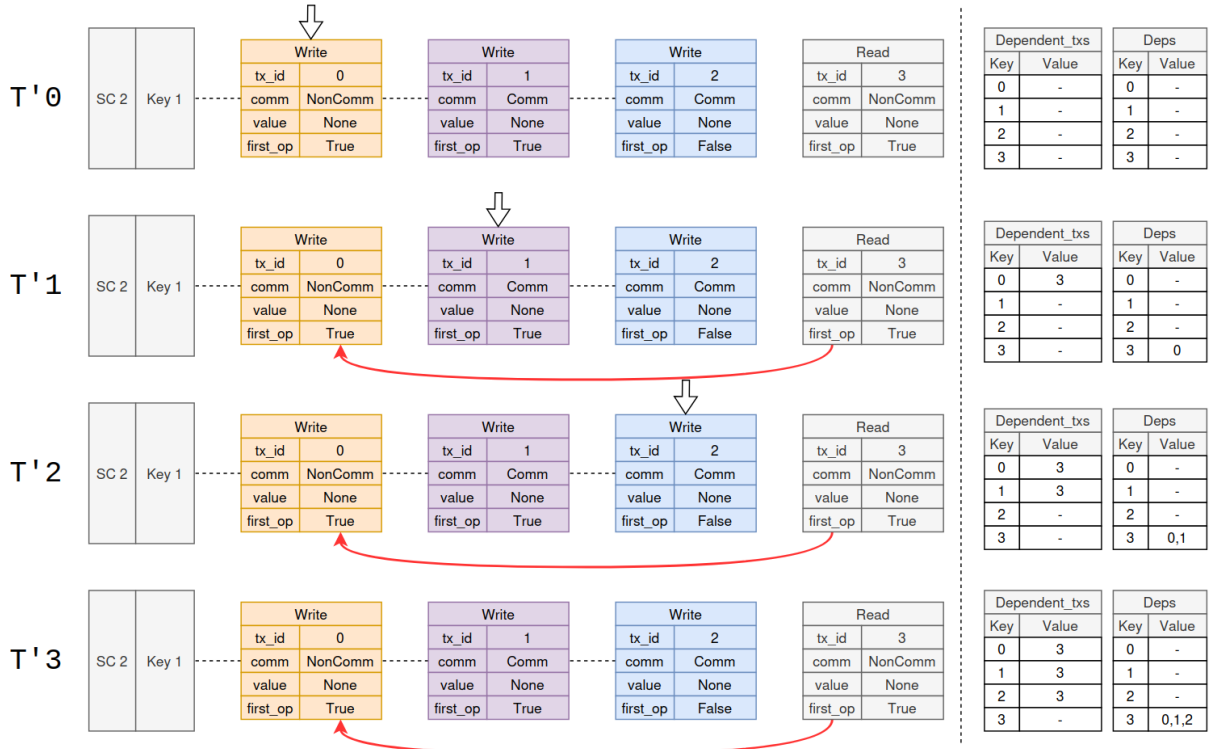 T'0
SC 2 Key 1
Write Write Write Read
tx_id 0 tx_id 1 tx_id 2 tx_id 3
comm NonComm comm Comm comm Comm comm NonComm
value None value None value None value None
first_op True first_op True first_op False first_op True
Dependent_txs Deps
Key Value Key Value
0 - 0 -
1 - 1 -
2 - 2 -
3 - 3 -
T'1
SC 2 Key 1
Write Write Write Read
tx_id 0 tx_id 1 tx_id 2 tx_id 3
comm NonComm comm Comm comm Comm comm NonComm
value None value None value None value None
first_op True first_op True first_op False first_op True
Dependent_txs Deps
Key Value Key Value
0 3 0 -
1 - 1 -
2 - 2 -
3 - 3 0
T'2
SC 2 Key 1
Write Write Write Read
tx_id 0 tx_id 1 tx_id 2 tx_id 3
comm NonComm comm Comm comm Comm comm NonComm
value None value None value None value None
first_op True first_op True first_op False first_op True
Dependent_txs Deps
Key Value Key Value
0 3 0 -
1 3 1 -
2 - 2 -
3 - 3 0,1
T'3
SC 2 Key 1
Write Write Write Read
tx_id 0 tx_id 1 tx_id 2 tx_id 3
comm NonComm comm Comm comm Comm comm NonComm
value None value None value None value None
first_op True first_op True first_op False first_op True
Dependent_txs Deps
Key Value Key Value
0 3 0 -
1 3 1 -
2 3 2 -
3 - 3 0,1,2